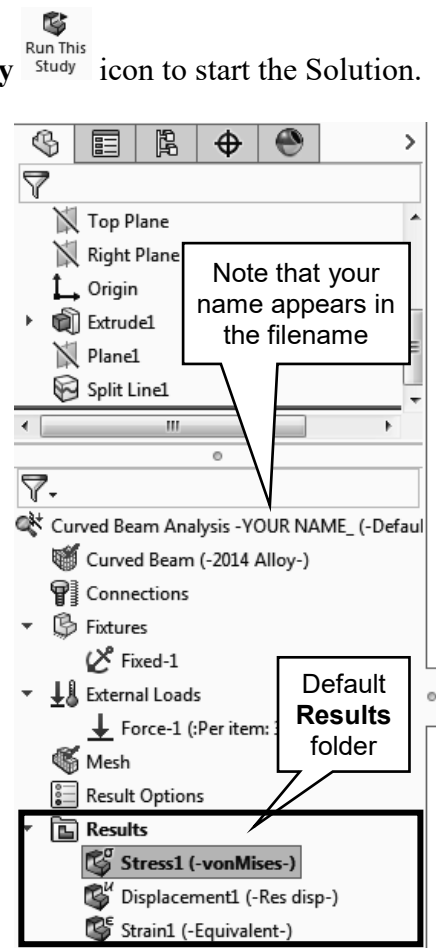 Run This
Study
y icon to start the Solution.
Top Plane
Right Plane
Note that your
name appears in
the filename
Origin
Extrude1
Plane1
Split Line1
Curved Beam Analysis -YOUR NAME_ (-Defaul
Curved Beam (-2014 Alloy-)
Connections
Fixtures
Fixed-1
Default
Results
folder
External Loads
Force-1 (:Per item:
Mesh
Result Options
Results
Stress1 (-vonMises-)
Displacement1 (-Res disp-)
Strain1 (-Equivalent-)